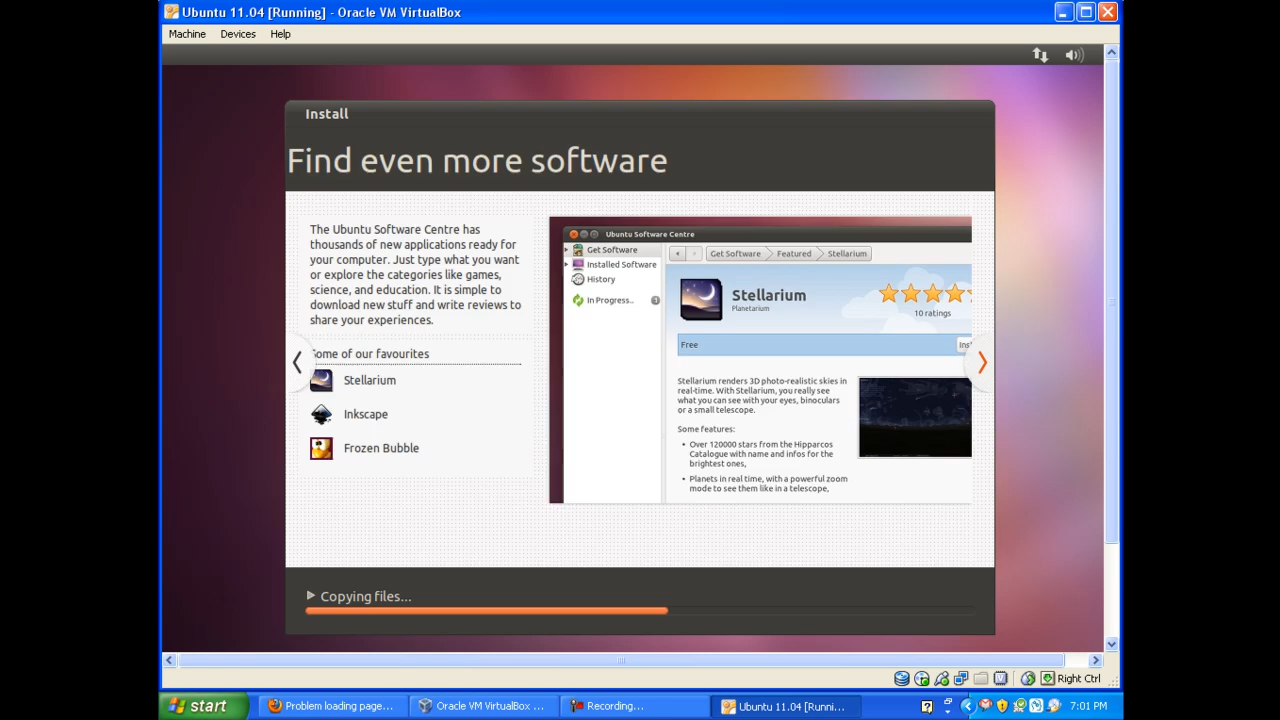 Ubuntu 11.04 [Running] - Oracle VM VirtualBox
Machine Devices Help
Install
Find even more software
The Ubuntu Software Centre has
thousands of new applications ready for
your computer. Just type what you want
or explore the categories like games,
science, and education. It is simple to
download new stuff and write reviews to
share your experiences.
Some of our favourites
Stellarium
Inkscape
Frozen Bubble
Ubuntu Software Centre
Get Software
Installed Software
History
In Progress..
1
Get Software Featured Stellarium
Stellarium
Planetarium
10 ratings
Free
Inst
Stellarium renders 3D photo-realistic skies in
real-time. With Stellarium, you really see
what you can see with your eyes, binoculars
or a small telescope.
Some features:
• Over 120000 stars from the Hipparcos
Catalogue with name and infos for the
brightest ones,
• Planets in real time, with a powerful zoom
mode to see them like in a telescope,
Copying files...
Right Ctrl
start
Problem loading page...
Oracle VM VirtualBox ...
Recording...
Ubuntu 11.04 [Runni...
7:01 PM